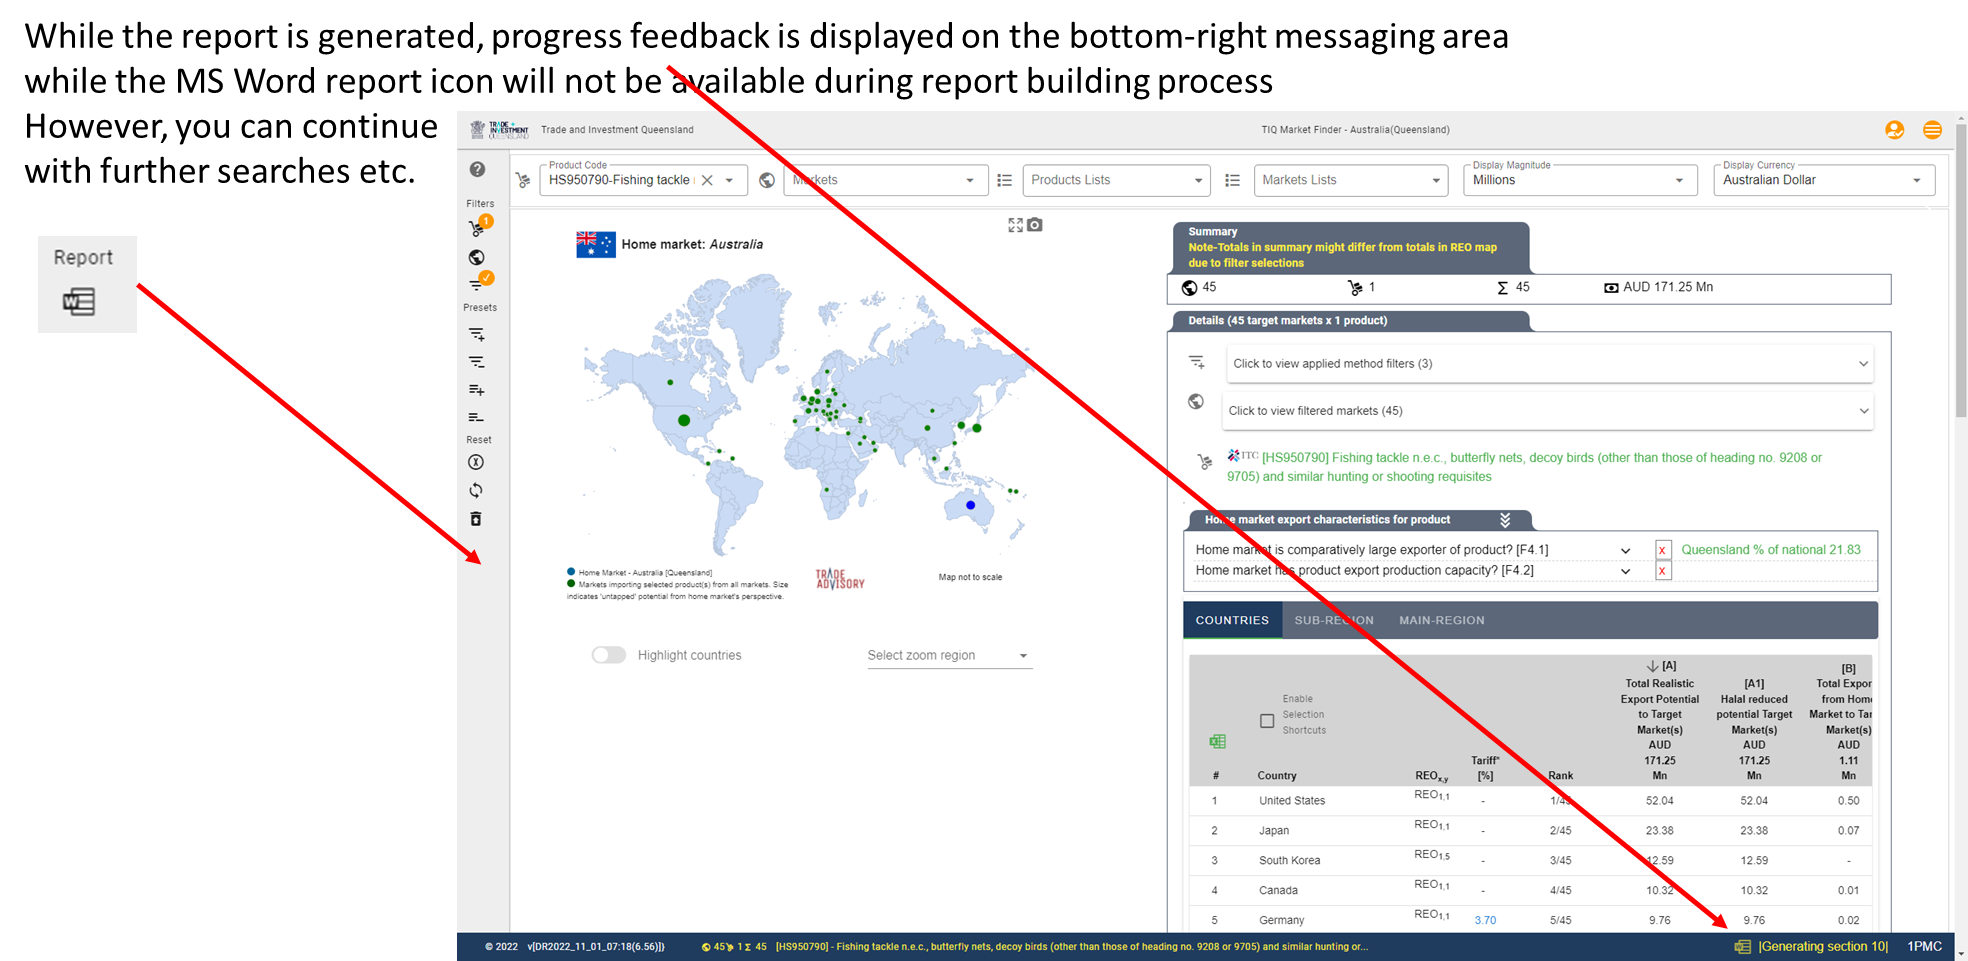 While the report is generated, progress feedback is displayed on the bottom-right messaging area
while the MS Word report icon will not be available during report building process
However, you can continue
with further searches etc.
Report
TRADE + INVESTMENT QUEENSLAND
Trade and Investment Queensland
TIQ Market Finder - Australia(Queensland)
Product Code
HS950790-Fishing tackle
Markets
Products Lists
Markets Lists
Display Magnitude
Millions
Display Currency
Australian Dollar
Filters
1
Presets
Reset
Home market: Australia
Home Market - Australia [Queensland]
Markets importing selected product(s) from all markets. Size
indicates 'untapped' potential from home market's perspective.
TRADE
ADVISORY
Map not to scale
Highlight countries
Select zoom region
Summary
Note-Totals in summary might differ from totals in REO map
due to filter selections
45
1
Σ 45
AUD 171.25 Mn
Details (45 target markets x 1 product)
Click to view applied method filters (3)
Click to view filtered markets (45)
ITC [HS950790] Fishing tackle n.e.c., butterfly nets, decoy birds (other than those of heading no. 9208 or
9705) and similar hunting or shooting requisites
Home market export characteristics for product
Home market is comparatively large exporter of product? [F4.1] x Queensland % of national 21.83
Home market has product export production capacity? [F4.2] x
COUNTRIES SUB-REGION MAIN-REGION
Enable
Selection
Shortcuts
# Country REOx,y
Tariff*
[%]
Rank
[A]
Total Realistic
Export Potential
to Target
Market(s)
AUD
171.25
Mn
[A1]
Halal reduced
potential Target
Market(s)
AUD
171.25
Mn
[B]
Total Expor
from Home
Market to Tar
Market(s)
AUD
1.11
Mn
1 United States REO1,1 - 1/45 52.04 52.04 0.50
2 Japan REO1,1 - 2/45 23.38 23.38 0.07
3 South Korea REO1,5 - 3/45 12.59 12.59 -
4 Canada REO1,1 - 4/45 10.32 10.32 0.01
5 Germany REO1,1 3.70 5/45 9.76 9.76 0.02
© 2022 v[DR2022_11_01_07:18(6.56)]}
45 1 Σ 45 [HS950790] - Fishing tackle n.e.c., butterfly nets, decoy birds (other than those of heading no. 9208 or 9705) and similar hunting or...
|Generating section 10| 1PMC